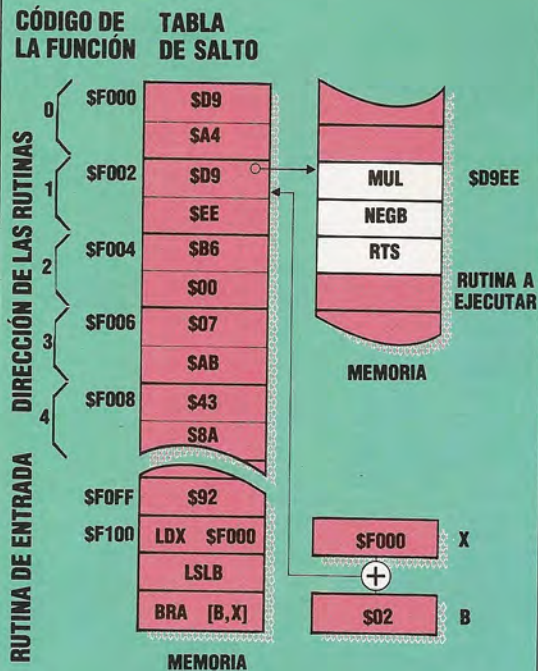 CÓDIGO DE
LA FUNCIÓN
TABLA
DE SALTO
DIRECCIÓN DE LAS RUTINAS
0
$F000
$D9
$A4
1
$F002
$D9
$EE
2
$F004
$B6
$00
3
$F006
$07
$AB
4
$F008
$43
S8A
RUTINA DE ENTRADA
$F0FF
$92
$F100
LDX $F000
LSLB
BRA [B,X]
MEMORIA
MUL
$D9EE
NEGB
RTS
RUTINA A
EJECUTAR
MEMORIA
$F000
X
+
$02
B